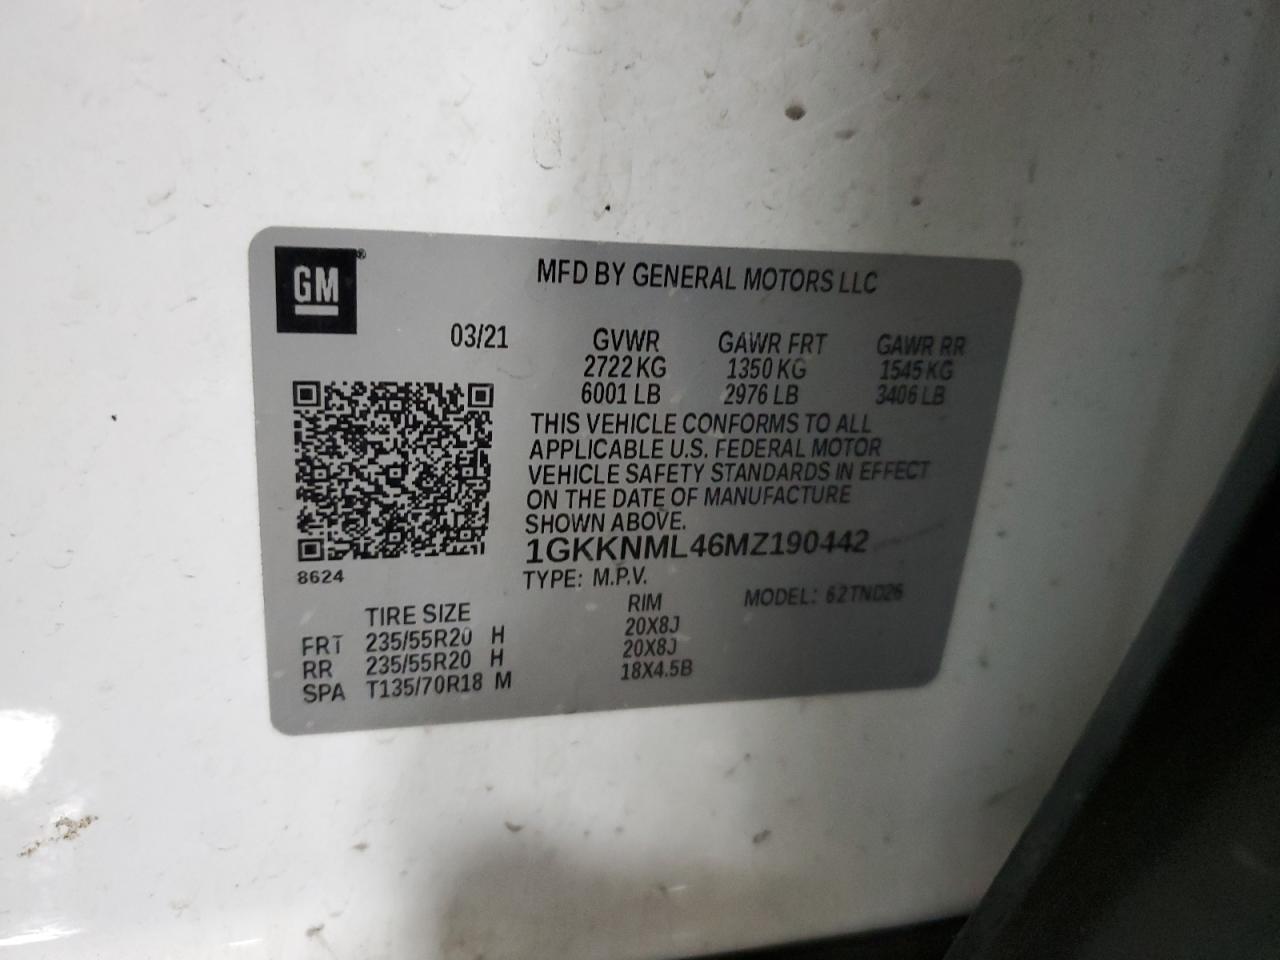 GM®
MFD BY GENERAL MOTORS LLC
03/21
GVWR GAWR FRT GAWR RR
2722 KG 1350 KG 1545 KG
6001 LB 2976 LB 3406 LB
THIS VEHICLE CONFORMS TO ALL
APPLICABLE U.S. FEDERAL MOTOR
VEHICLE SAFETY STANDARDS IN EFFECT
ON THE DATE OF MANUFACTURE
SHOWN ABOVE.
1GKKNML46MZ190442
8624
TYPE: M.P.V. MODEL: 6ZTND26
TIRE SIZE RIM
FRT 235/55R20 H 20X8J
RR 235/55R20 H 20X8J
SPA T135/70R18 M 18X4.5B